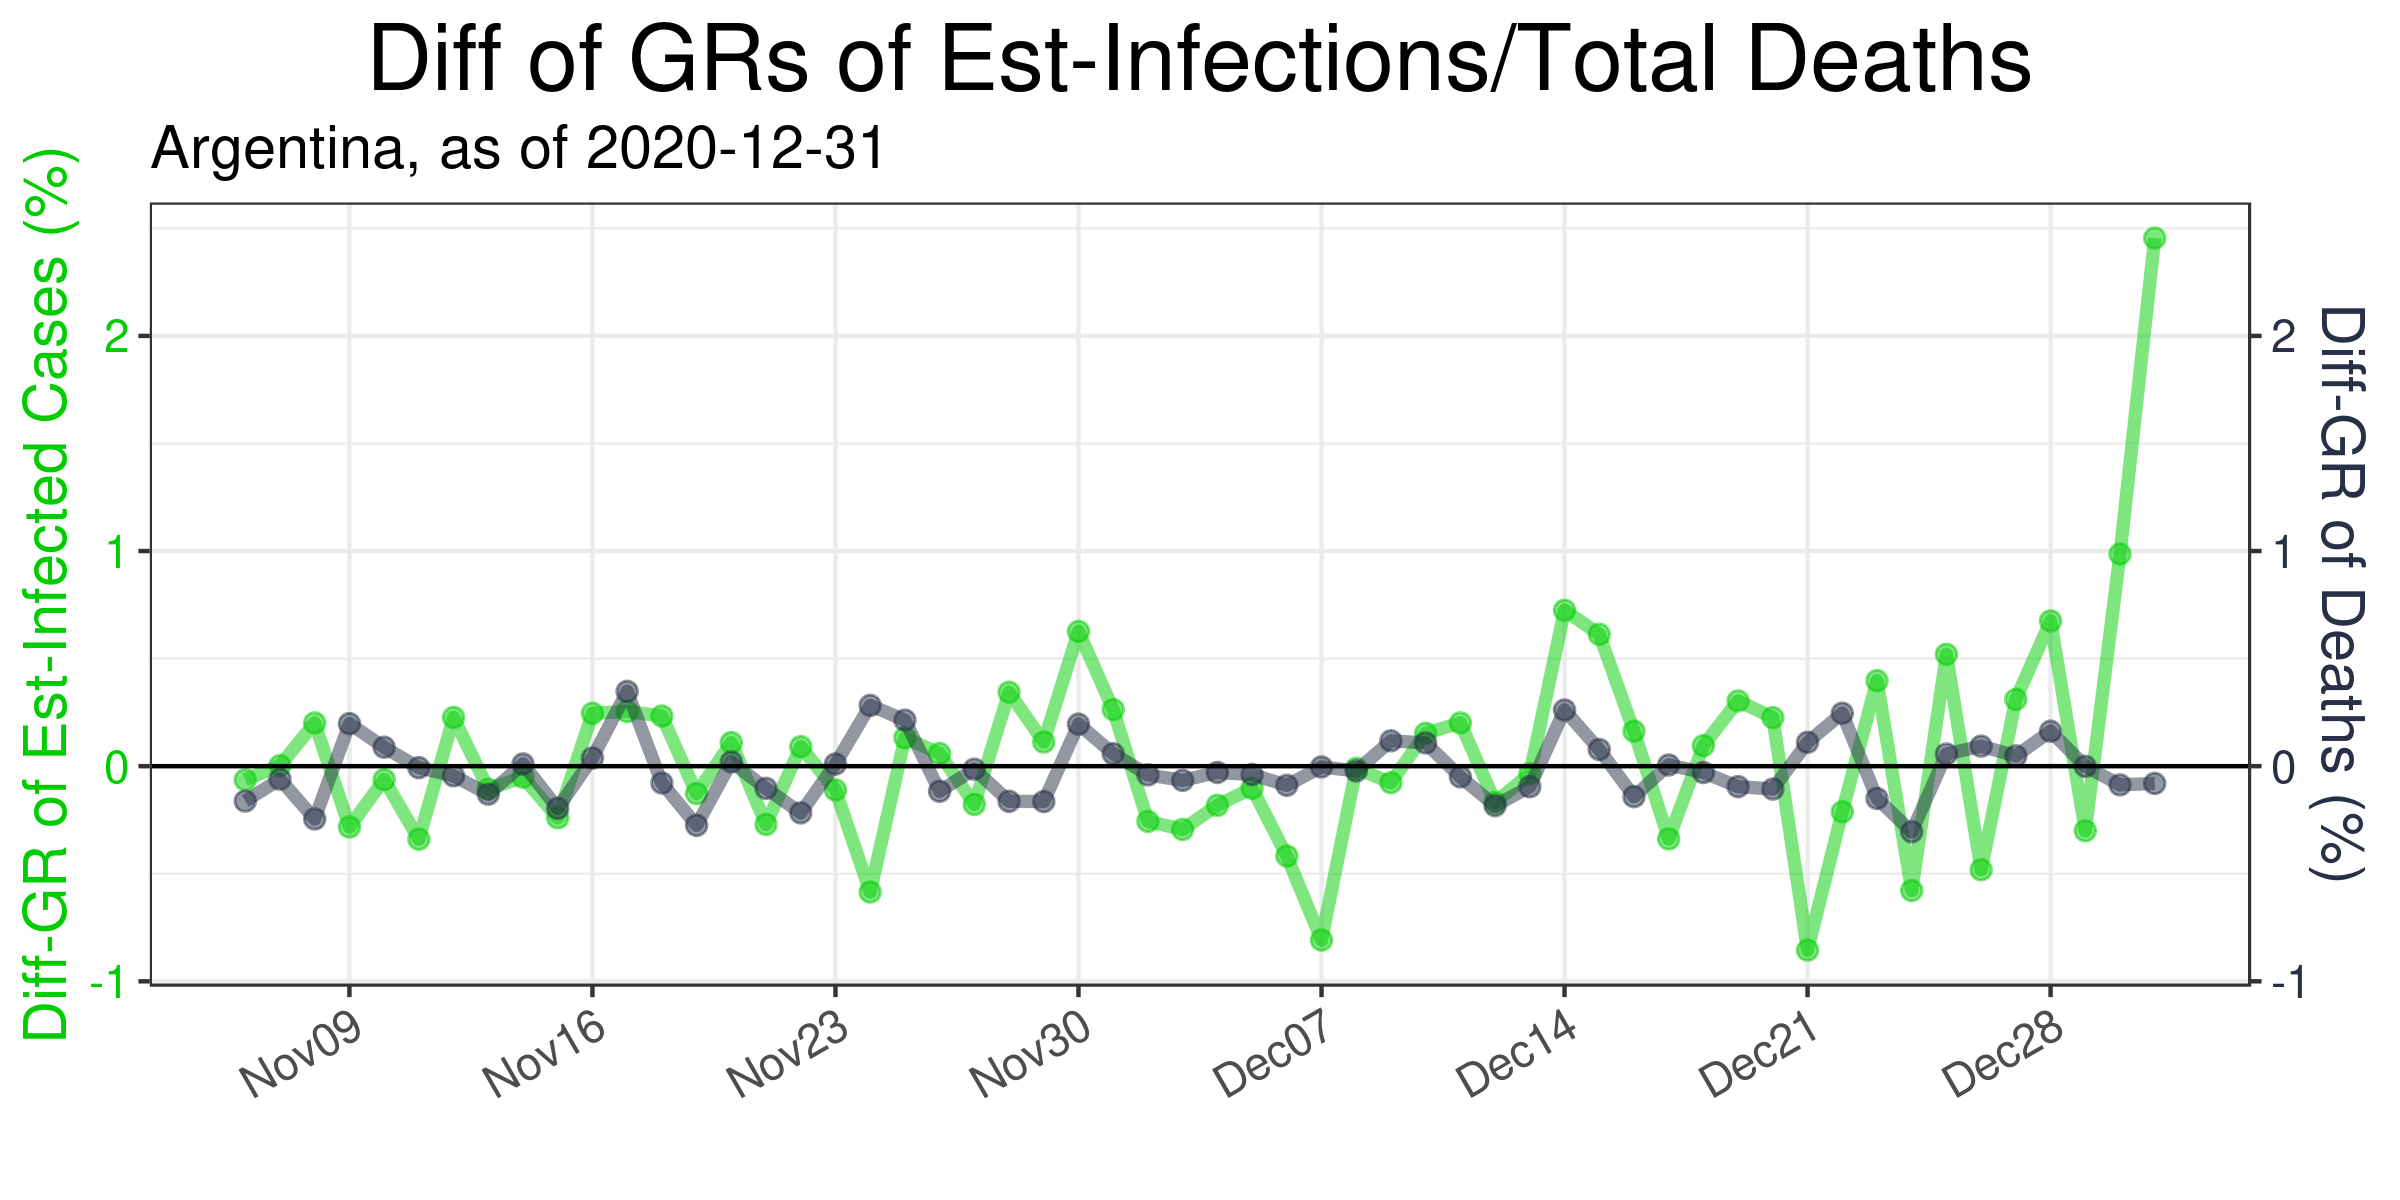 Diff of GRs of Est-Infections/Total Deaths
Argentina, as of 2020-12-31
Diff-GR of Est-Infected Cases (%)
2
1
0
-1
2
1
0
-1
Diff-GR of Deaths (%)
Nov09
Nov16
Nov23
Nov30
Dec07
Dec14
Dec21
Dec28